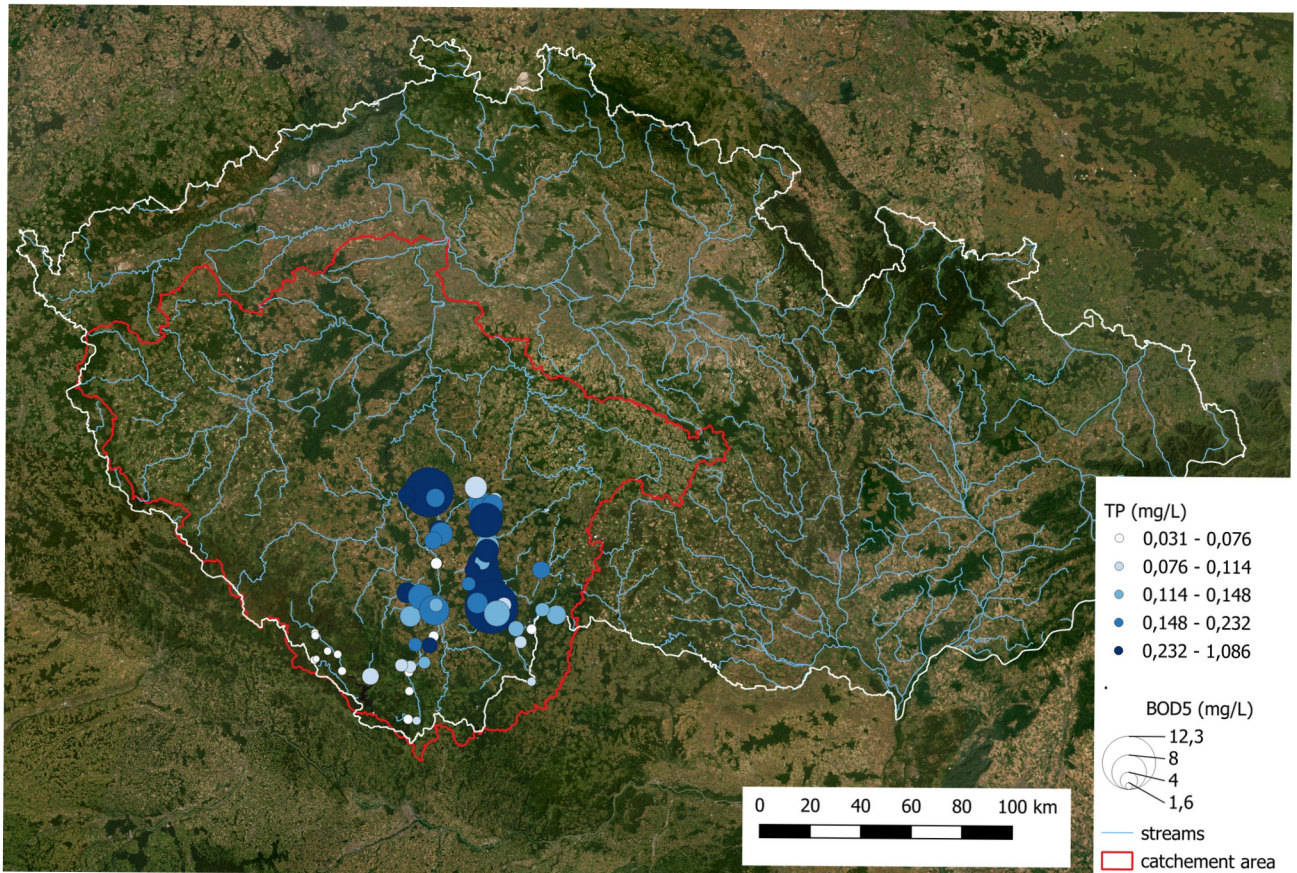 TP (mg/L)
0,031 - 0,076
0,076 - 0,114
0,114 - 0,148
0,148 - 0,232
0,232 - 1,086
.
BOD5 (mg/L)
12,3
8
4
1,6
0 20 40 60 80 100 km
streams
catchement area